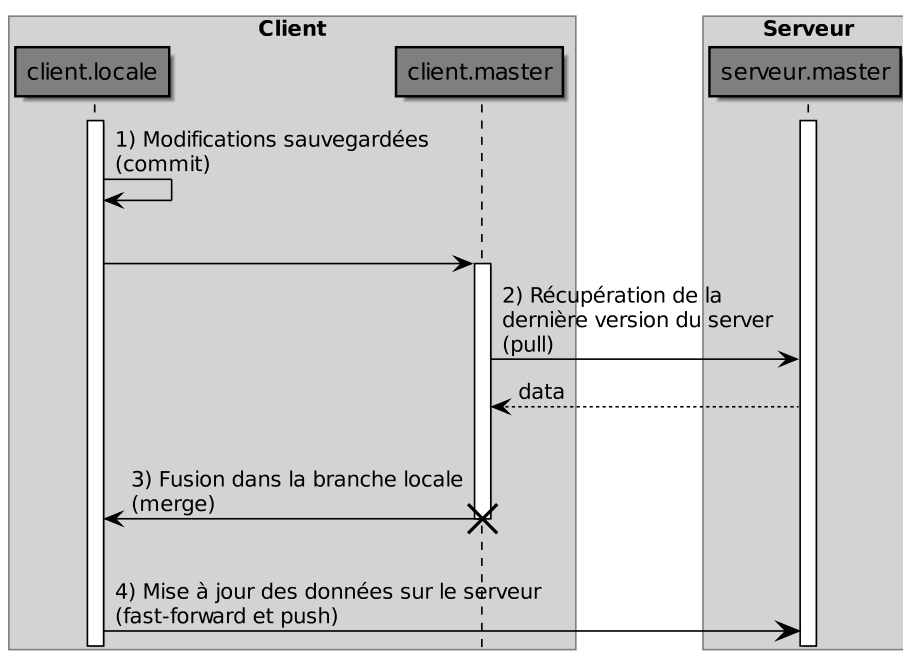 Client
Serveur
client.locale
client.master
serveur.master
1) Modifications sauvegardées
(commit)
2) Récupération de la
dernière version du server
(pull)
data
3) Fusion dans la branche locale
(merge)
4) Mise à jour des données sur le serveur
(fast-forward et push)